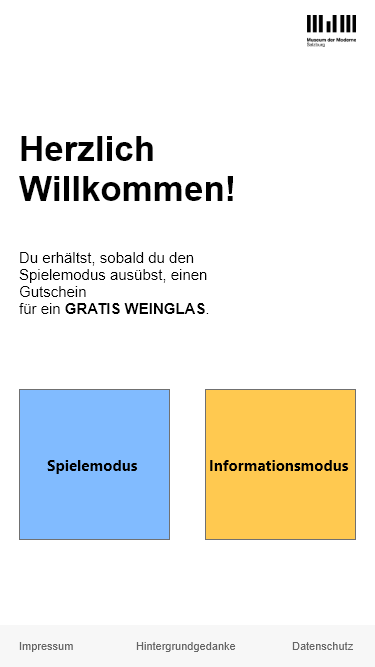 Museum der Moderne
Salzburg
Herzlich
Willkommen!
Du erhältst, sobald du den
Spielemodus ausübst, einen
Gutschein
für ein GRATIS WEINGLAS.
Spielemodus
Informationsmodus
Impressum
Hintergrundgedanke
Datenschutz